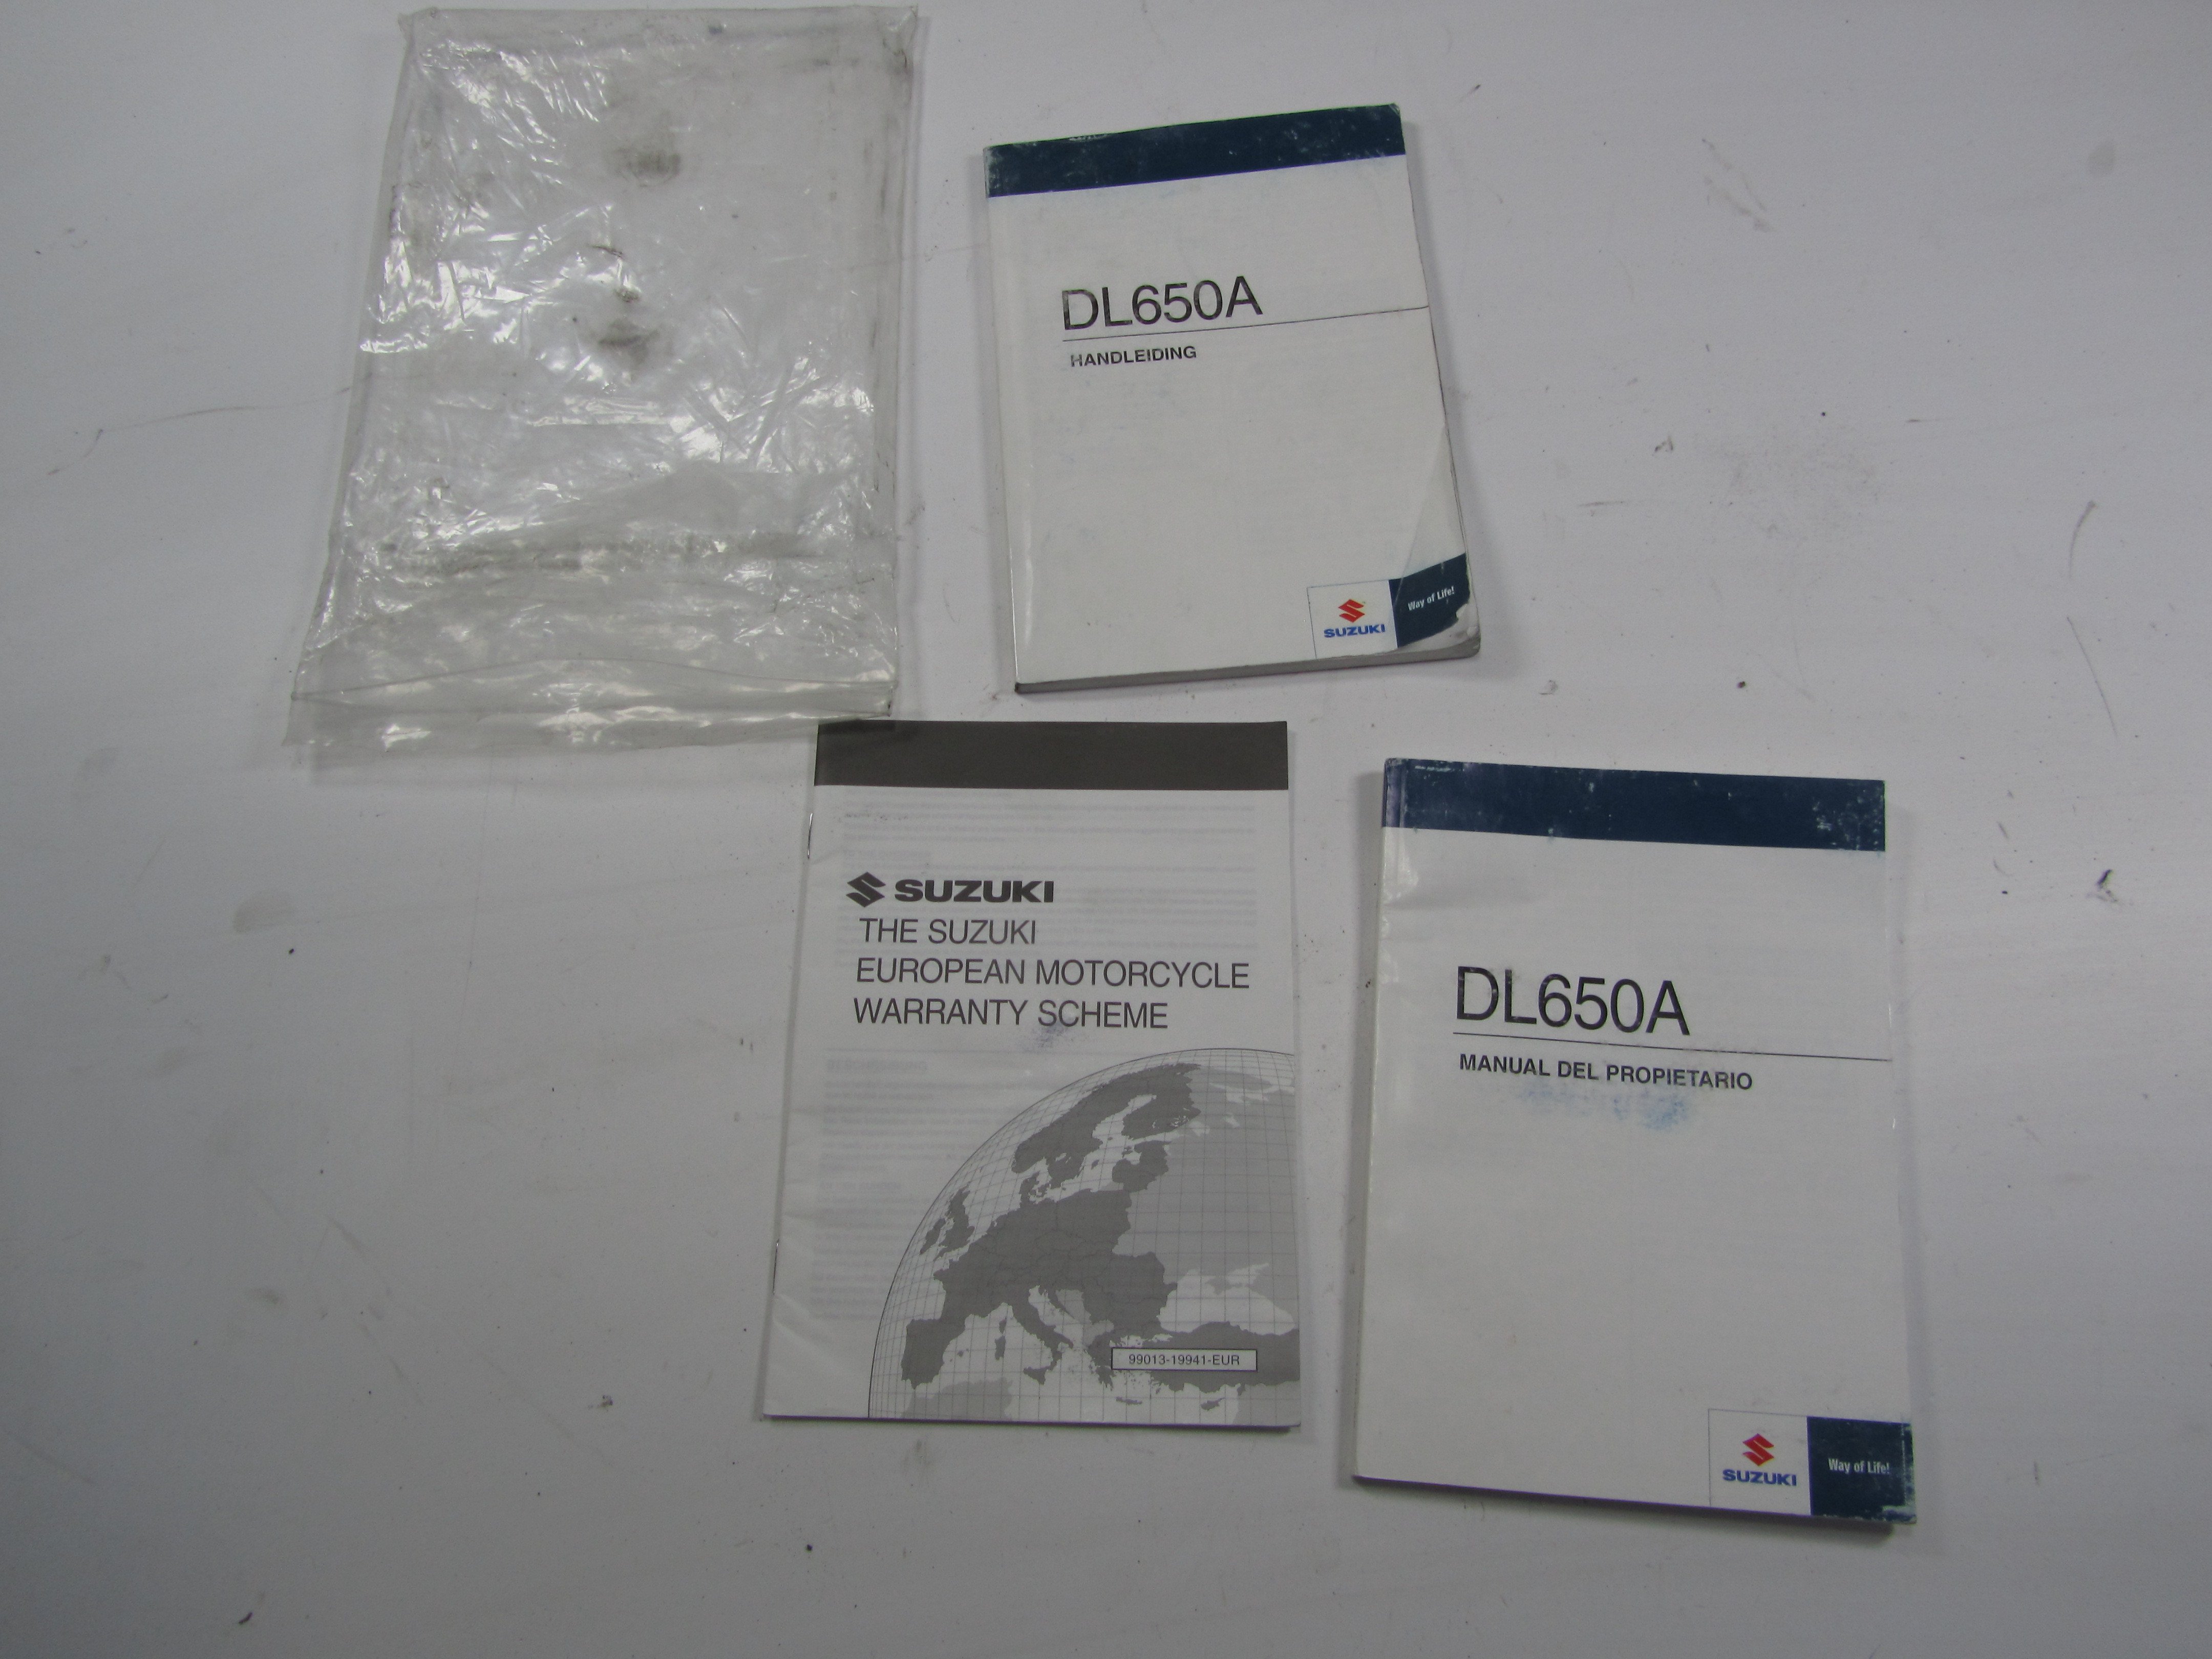 DL650A
HANDLEIDING
SUZUKI
Way of Life!
SUZUKI
THE SUZUKI
EUROPEAN MOTORCYCLE
WARRANTY SCHEME
99013-19941-EUR
DL650A
MANUAL DEL PROPIETARIO
SUZUKI
Way of Life!